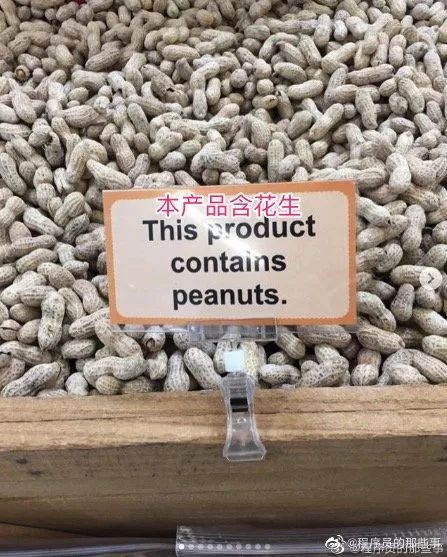 本产品含花生
This product
contains
peanuts.
@程序员的那些事